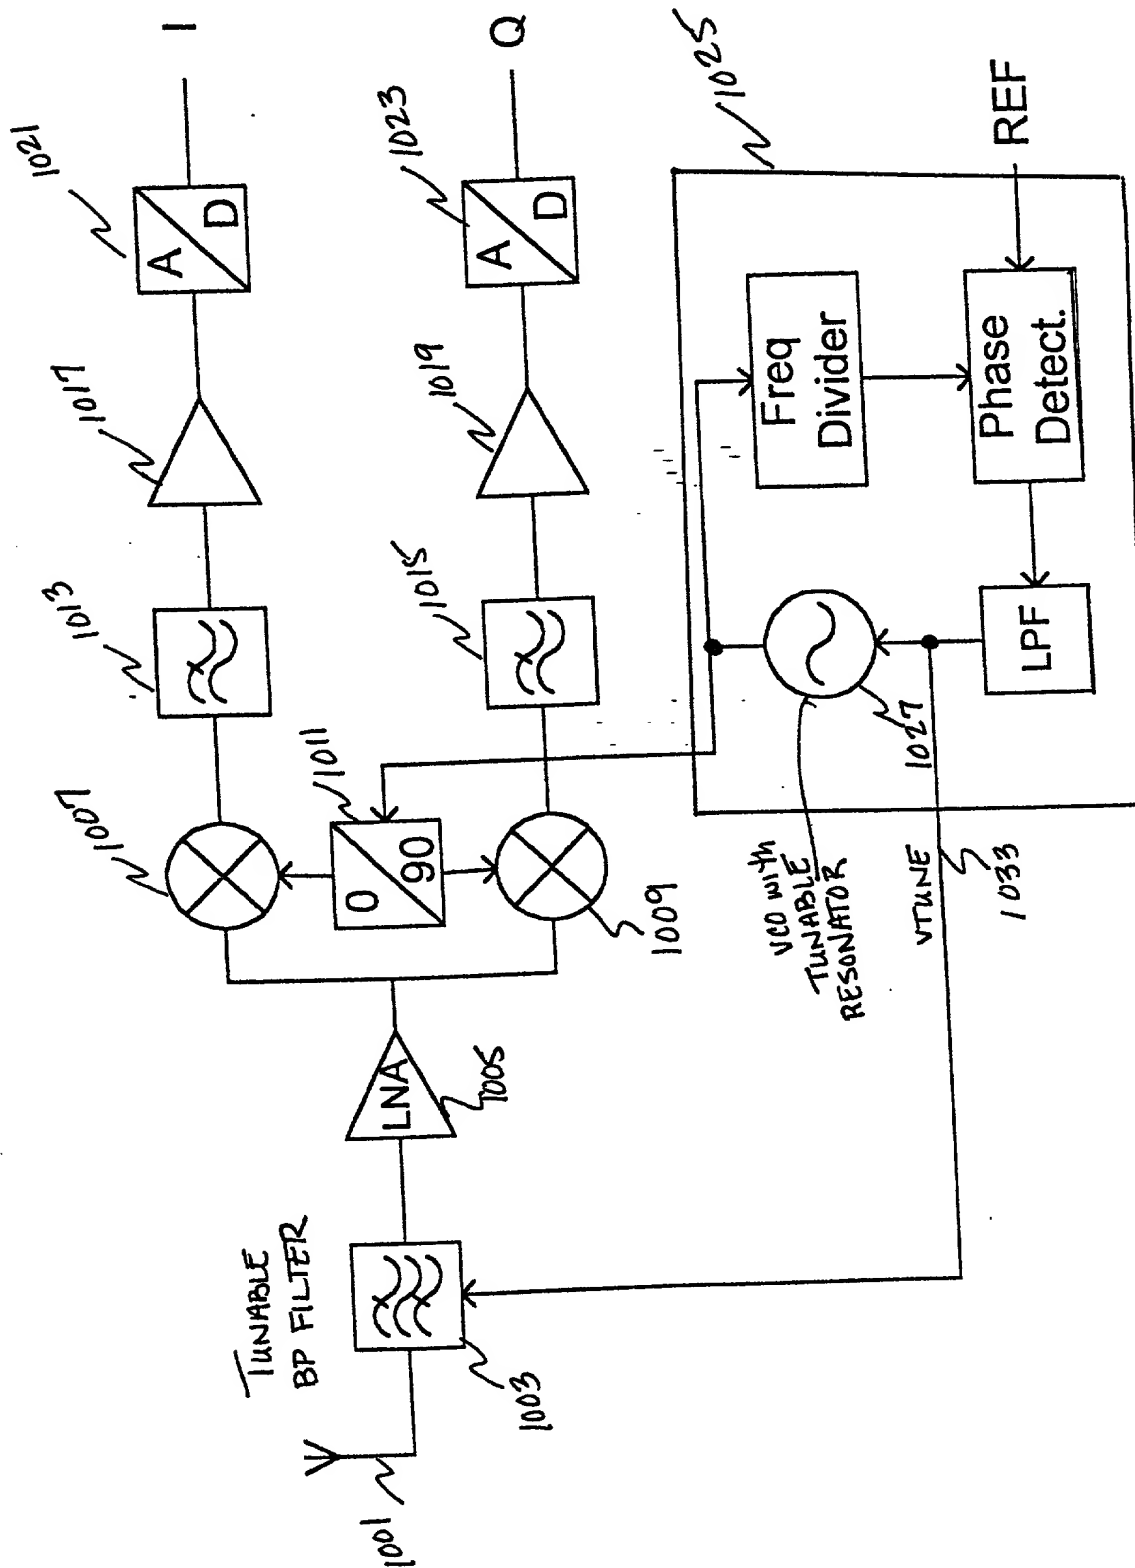 1001
TUNABLE
BP FILTER
1003
LNA
1005
1007
0
90
1011
1009
1013
1015
1017
1019
1021
A
D
I
1023
A
D
Q
1025
VCO with
TUNABLE
RESONATOR
1027
VTUNE
1033
Freq
Divider
Phase
Detect.
LPF
REF